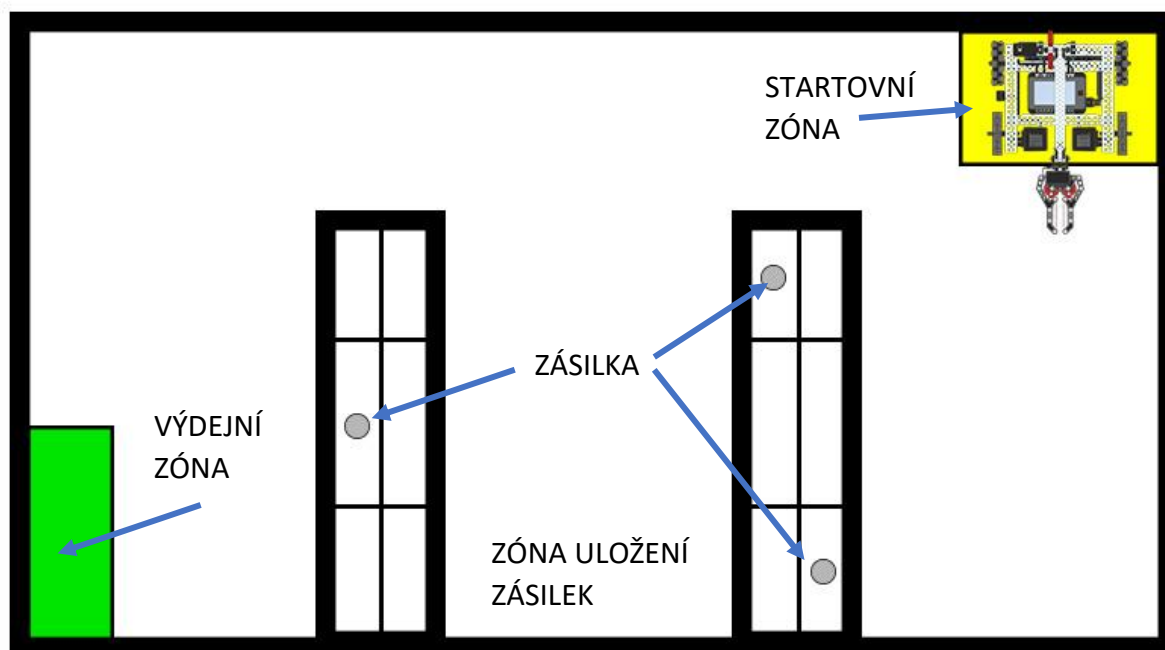 STARTOVNÍ
ZÓNA
ZÁSILKA
VÝDEJNÍ
ZÓNA
ZÓNA ULOŽENÍ
ZÁSILEK